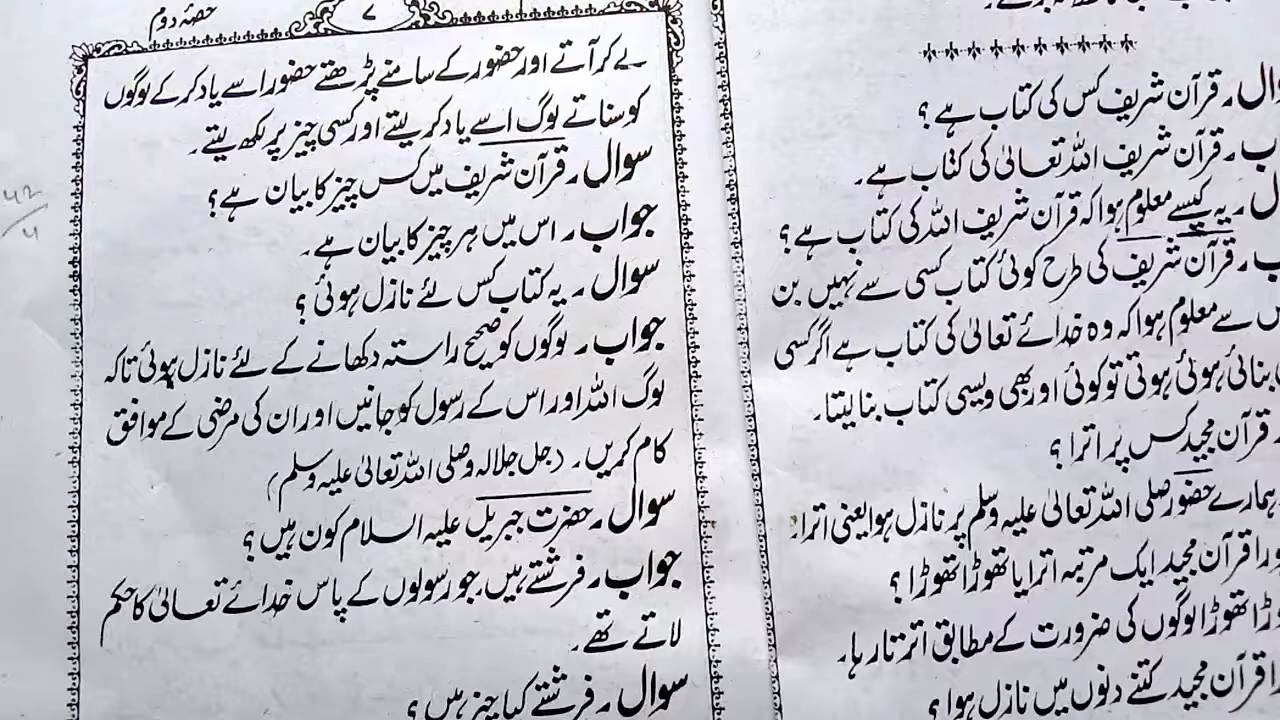 سوال۔ قرآن شریف کس کی کتاب ہے؟
قرآن شریف اللہ تعالیٰ کی کتاب ہے۔
یہ کیسے معلوم ہوا کہ قرآن شریف اللہ کی کتاب ہے؟
قرآن شریف کی طرح کوئی کتاب کسی سے نہیں بن
سے معلوم ہوا کہ وہ خدائے تعالیٰ کی کتاب ہے اگر کسی
بنائی ہوئی ہوتی تو کوئی اور بھی ویسی کتاب بنا لیتا۔
قرآن مجید کس پر اترا؟
ہمارے حضور صلی اللہ تعالیٰ علیہ وسلم پر نازل ہوا یعنی اترا۔
قرآن مجید ایک مرتبہ اترا یا تھوڑا تھوڑا؟
تھوڑا لوگوں کی ضرورت کے مطابق اترتا رہا۔
قرآن مجید کتنے دنوں میں نازل ہوا؟
حصۂ دوم
۷
لے کر آتے اور حضور کے سامنے پڑھتے حضور اسے یاد کر کے لوگوں
کو سناتے لوگ اسے یاد کر لیتے اور کسی چیز پر لکھ لیتے۔
سوال۔ قرآن شریف میں کس چیز کا بیان ہے؟
جواب۔ اس میں ہر چیز کا بیان ہے۔
سوال۔ یہ کتاب کس لئے نازل ہوئی؟
جواب۔ لوگوں کو صحیح راستہ دکھانے کے لئے نازل ہوئی تاکہ
لوگ اللہ اور اس کے رسول کو جانیں اور ان کی مرضی کے موافق
کام کریں۔ (جل جلالہ وصلی اللہ تعالیٰ علیہ وسلم)
سوال۔ حضرت جبریل علیہ السلام کون ہیں؟
جواب۔ فرشتے ہیں جو رسولوں کے پاس خدائے تعالیٰ کا حکم
لاتے تھے۔
سوال۔ فرشتے کیا چیز ہیں؟